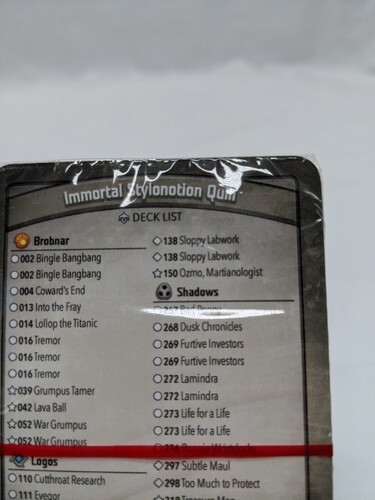 Immortal Stylonotion Quill
DECK LIST
Brobnar
002 Bingle Bangbang
002 Bingle Bangbang
004 Coward's End
013 Into the Fray
014 Lollop the Titanic
016 Tremor
016 Tremor
016 Tremor
039 Grumpus Tamer
042 Lava Ball
052 War Grumpus
052 War Grumpus
Logos
110 Cutthroat Research
111 Eyegor
138 Sloppy Labwork
138 Sloppy Labwork
150 Ozmo, Martianologist
Shadows
267
268 Dusk Chronicles
269 Furtive Investors
269 Furtive Investors
272 Lamindra
272 Lamindra
273 Life for a Life
273 Life for a Life
297 Subtle Maul
298 Too Much to Protect